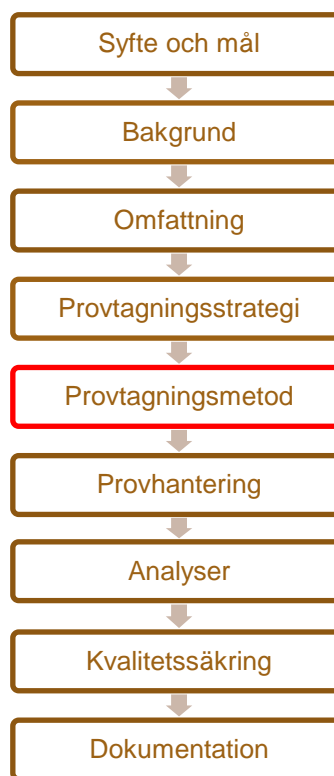 Syfte och mål
Bakgrund
Omfattning
Provtagningsstrategi
Provtagningsmetod
Provhantering
Analyser
Kvalitetssäkring
Dokumentation